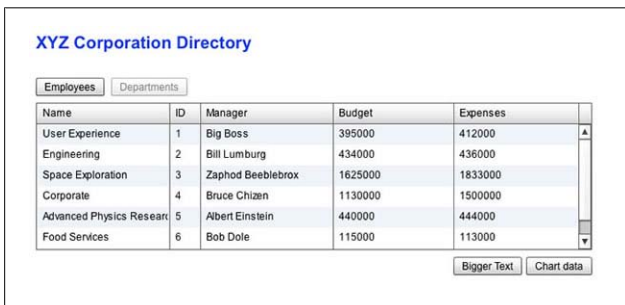 XYZ Corporation Directory
Employees Departments
Name ID Manager Budget Expenses
User Experience 1 Big Boss 395000 412000
Engineering 2 Bill Lumburg 434000 436000
Space Exploration 3 Zaphod Beeblebrox 1625000 1833000
Corporate 4 Bruce Chizen 1130000 1500000
Advanced Physics Researc 5 Albert Einstein 440000 444000
Food Services 6 Bob Dole 115000 113000
Bigger Text Chart data